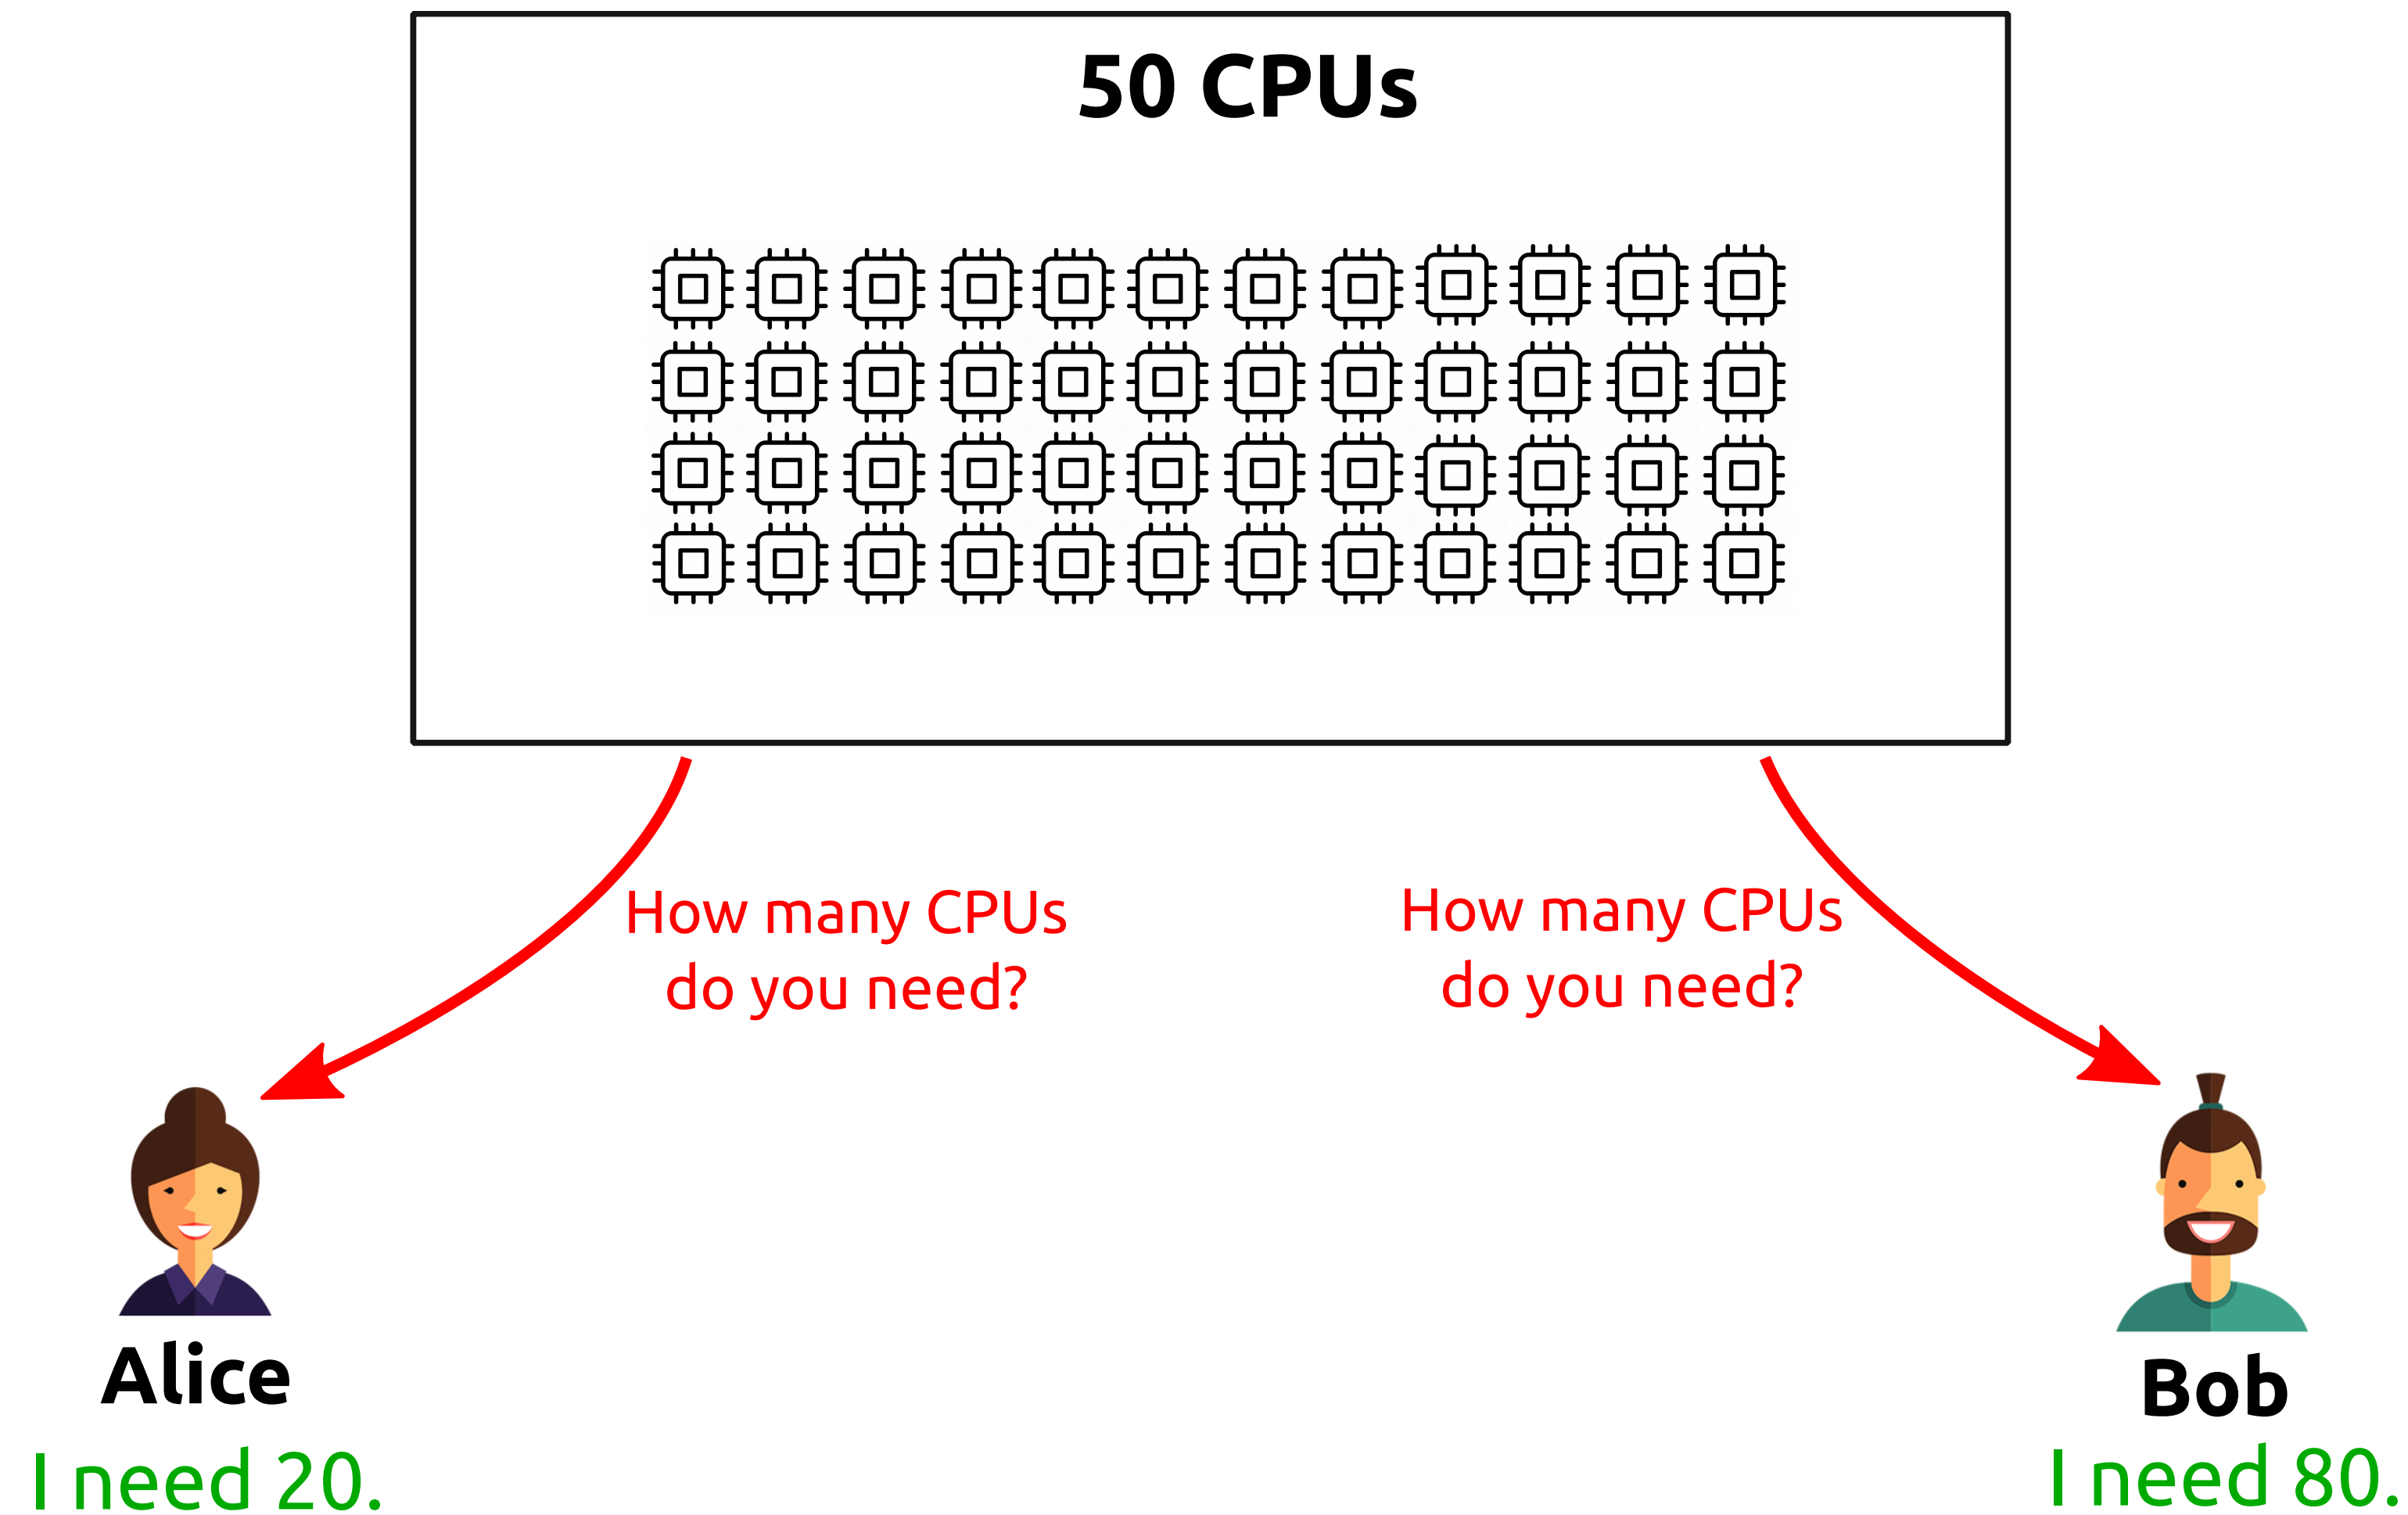 50 CPUs
How many CPUs
do you need?
How many CPUs
do you need?
Alice
I need 20.
Bob
I need 80.